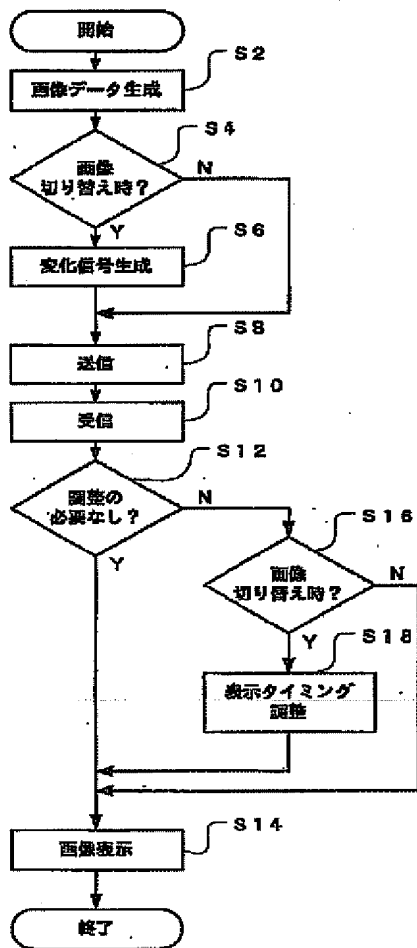 開始
S2
画像データ生成
S4
画像
切り替え時?
N
Y
S6
変化信号生成
S8
送信
S10
受信
S12
調整の
必要なし?
N
Y
S16
画像
切り替え時?
N
Y
S18
表示タイミング
調整
S14
画像表示
終了